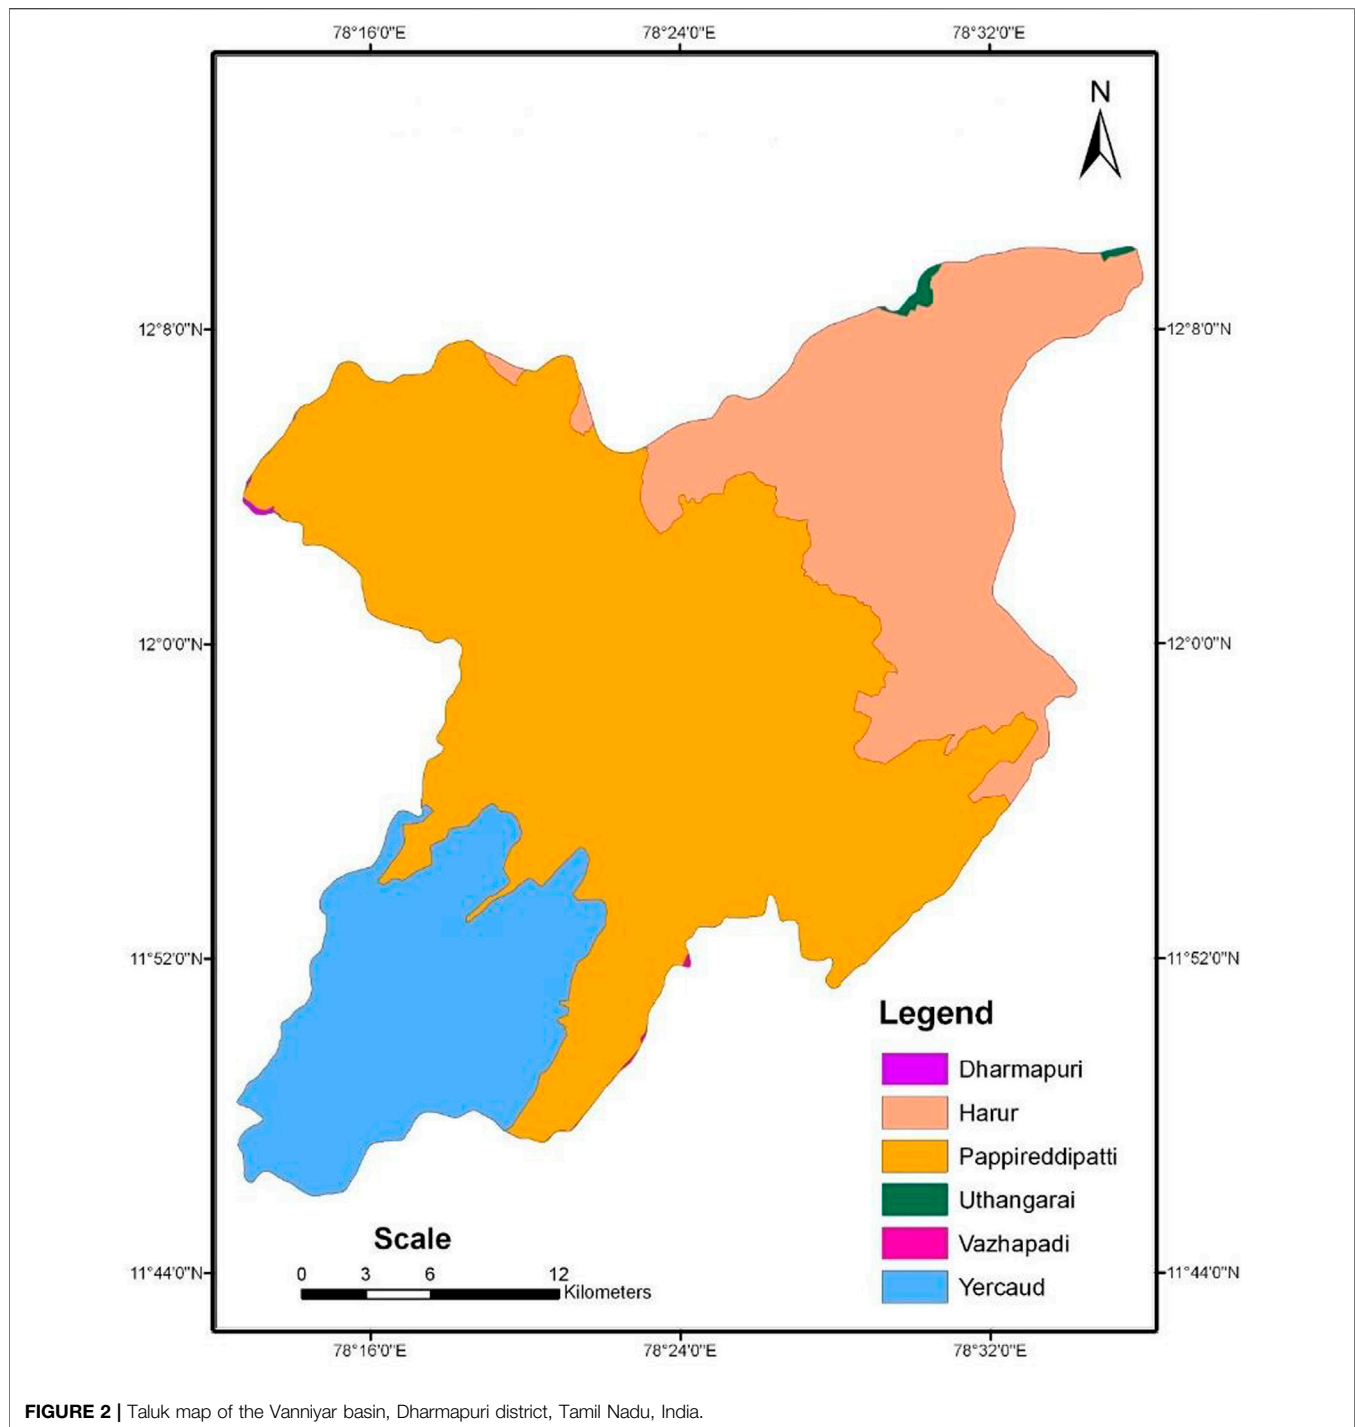 78°16'0"E 78°24'0"E 78°32'0"E
N
12°8'0"N 12°8'0"N
12°0'0"N 12°0'0"N
11°52'0"N 11°52'0"N
Legend
Dharmapuri
Harur
Pappireddipatti
Uthangarai
Vazhapadi
Yercaud
Scale
0 3 6 12
Kilometers
11°44'0"N 11°44'0"N
78°16'0"E 78°24'0"E 78°32'0"E
FIGURE 2 | Taluk map of the Vanniyar basin, Dharmapuri district, Tamil Nadu, India.